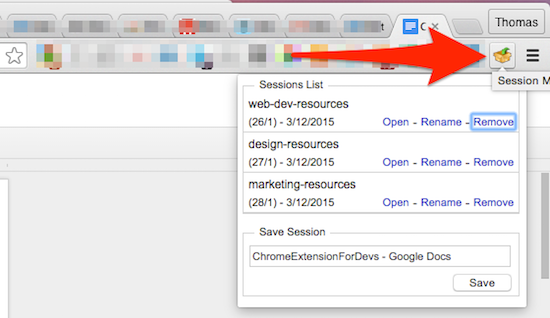 Thomas
Session M
Sessions List
web-dev-resources
(26/1) - 3/12/2015 Open - Rename - Remove
design-resources
(27/1) - 3/12/2015 Open - Rename - Remove
marketing-resources
(28/1) - 3/12/2015 Open - Rename - Remove
Save Session
ChromeExtensionForDevs - Google Docs
Save